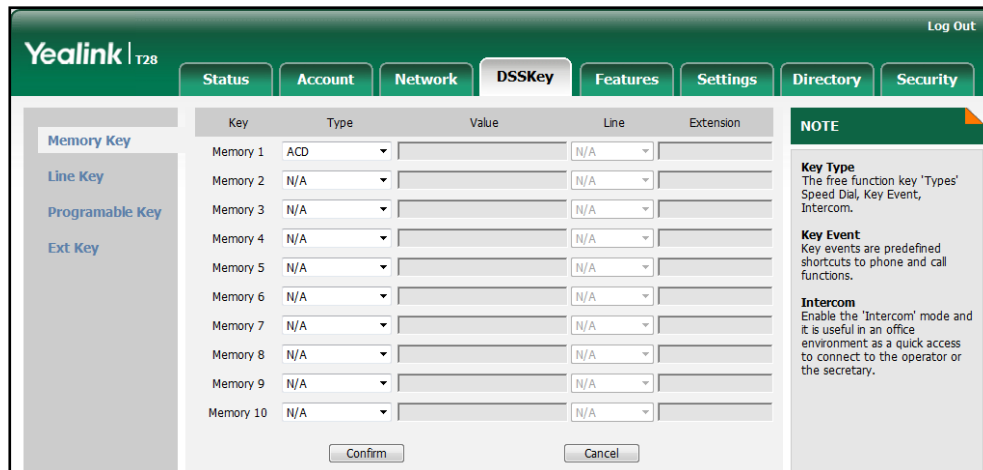 Log Out
Yealink T28
Status Account Network DSSKey Features Settings Directory Security
Memory Key
Line Key
Programable Key
Ext Key
Key Type Value Line Extension
Memory 1 ACD N/A
Memory 2 N/A N/A
Memory 3 N/A N/A
Memory 4 N/A N/A
Memory 5 N/A N/A
Memory 6 N/A N/A
Memory 7 N/A N/A
Memory 8 N/A N/A
Memory 9 N/A N/A
Memory 10 N/A N/A
Confirm Cancel
NOTE
Key Type
The free function key 'Types'
Speed Dial, Key Event,
Intercom.
Key Event
Key events are predefined
shortcuts to phone and call
functions.
Intercom
Enable the 'Intercom' mode and
it is useful in an office
environment as a quick access
to connect to the operator or
the secretary.